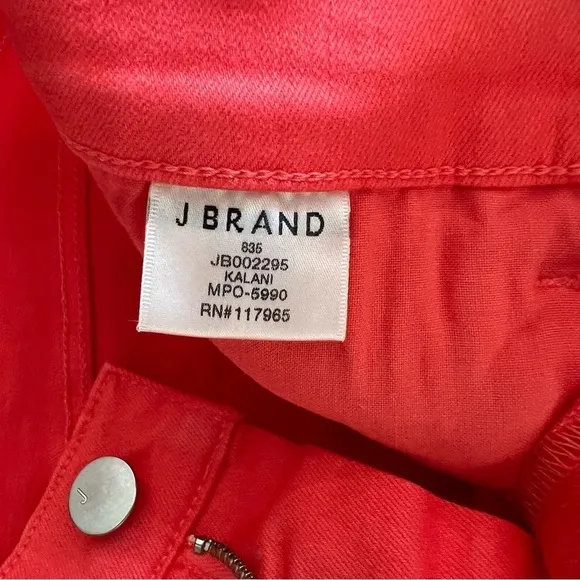 J BRAND
835
JB002295
KALANI
MPO-5990
RN#117965
J